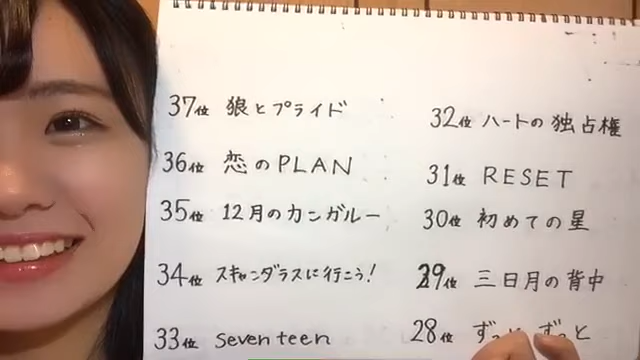 37位 狼とプライド
36位 恋のPLAN
35位 12月のカンガルー
34位 スキャンダラスに行こう!
33位 seventeen
32位 ハートの独占権
31位 RESET
30位 初めての星
29位 三日月の背中
28位 ずっと ずっと